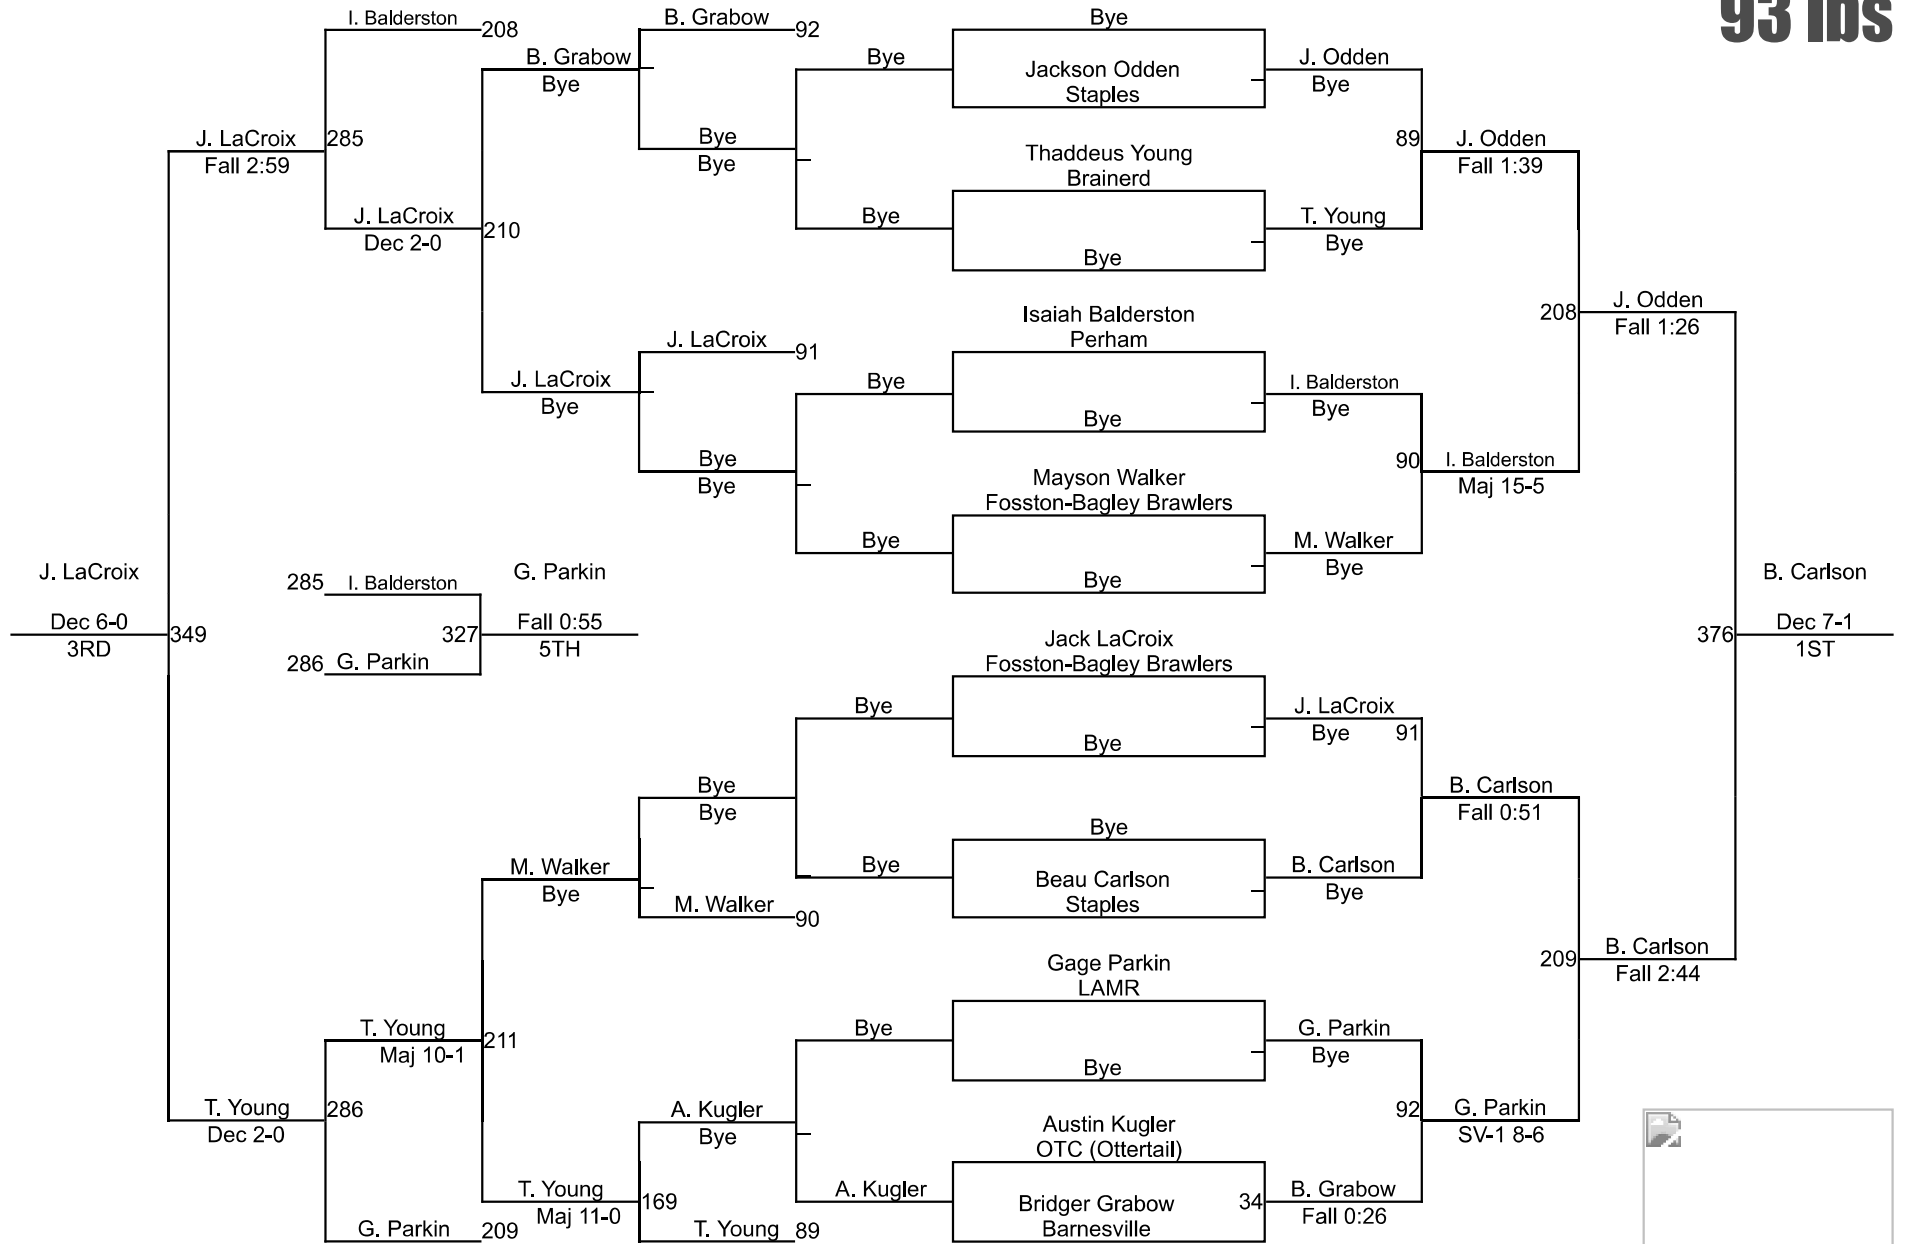 93 lbs
I. Balderston 208
B. Grabow 92
Bye
B. Grabow
Bye
Bye
Jackson Odden
Staples
J. Odden
Bye
J. LaCroix 285
Fall 2:59
Bye
Bye
Thaddeus Young
Brainerd
89 J. Odden
Fall 1:39
J. LaCroix 210
Dec 2-0
Bye
Bye
T. Young
Bye
J. LaCroix 91
Isaiah Balderston
Perham
208 J. Odden
Fall 1:26
J. LaCroix
Bye
Bye
Bye
I. Balderston
Bye
Bye
Bye
Mayson Walker
Fosston-Bagley Brawlers
90 I. Balderston
Maj 15-5
Bye
Bye
M. Walker
Bye
J. LaCroix
Dec 6-0
3RD
349
285 I. Balderston
286 G. Parkin
327
G. Parkin
Fall 0:55
5TH
376
B. Carlson
Dec 7-1
1ST
Jack LaCroix
Fosston-Bagley Brawlers
Bye
Bye
J. LaCroix
Bye 91
Bye
Bye
Bye
B. Carlson
Fall 0:51
M. Walker
Bye
Bye
Beau Carlson
Staples
B. Carlson
Bye
M. Walker 90
209 B. Carlson
Fall 2:44
Gage Parkin
LAMR
T. Young 211
Maj 10-1
Bye
Bye
G. Parkin
Bye
T. Young 286
Dec 2-0
A. Kugler
Bye
Austin Kugler
OTC (Ottertail)
92 G. Parkin
SV-1 8-6
T. Young 169
Maj 11-0
A. Kugler
Bridger Grabow
Barnesville
34 B. Grabow
Fall 0:26
G. Parkin 209
T. Young 89